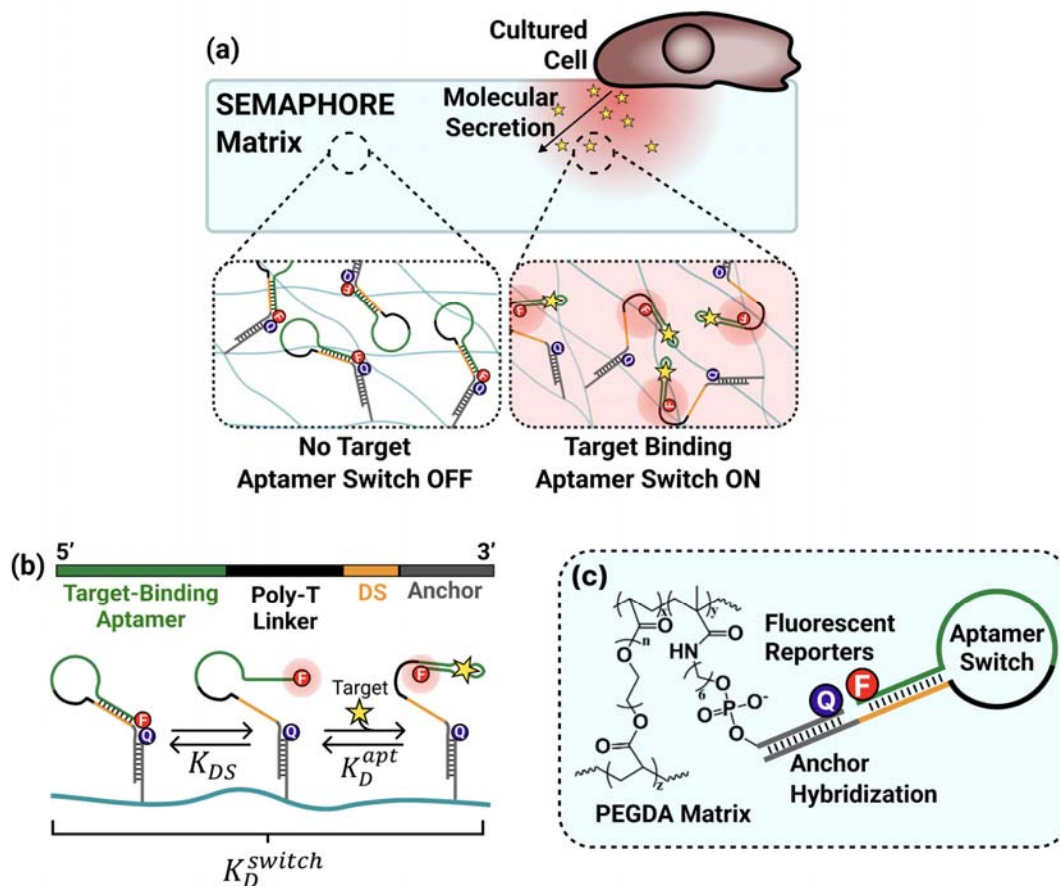 (a)
Cultured
Cell
SEMAPHORE
Matrix
Molecular
Secretion
Q
F
F
Q
F
Q
F
Q
F
Q
F
Q
F
Q
F
No Target
Aptamer Switch OFF
Target Binding
Aptamer Switch ON
(b)
5′ 3′
Target-Binding
Aptamer
Poly-T
Linker
DS
Anchor
F
Q
F
Q
Target
F
Q
K_DS
K_D^apt
K_D^switch
(c)
x y
O
n
O
O
O
O
z
O
HN
6
O
O=P-O-
O
PEGDA Matrix
Fluorescent
Reporters
Q F
Aptamer
Switch
Anchor
Hybridization